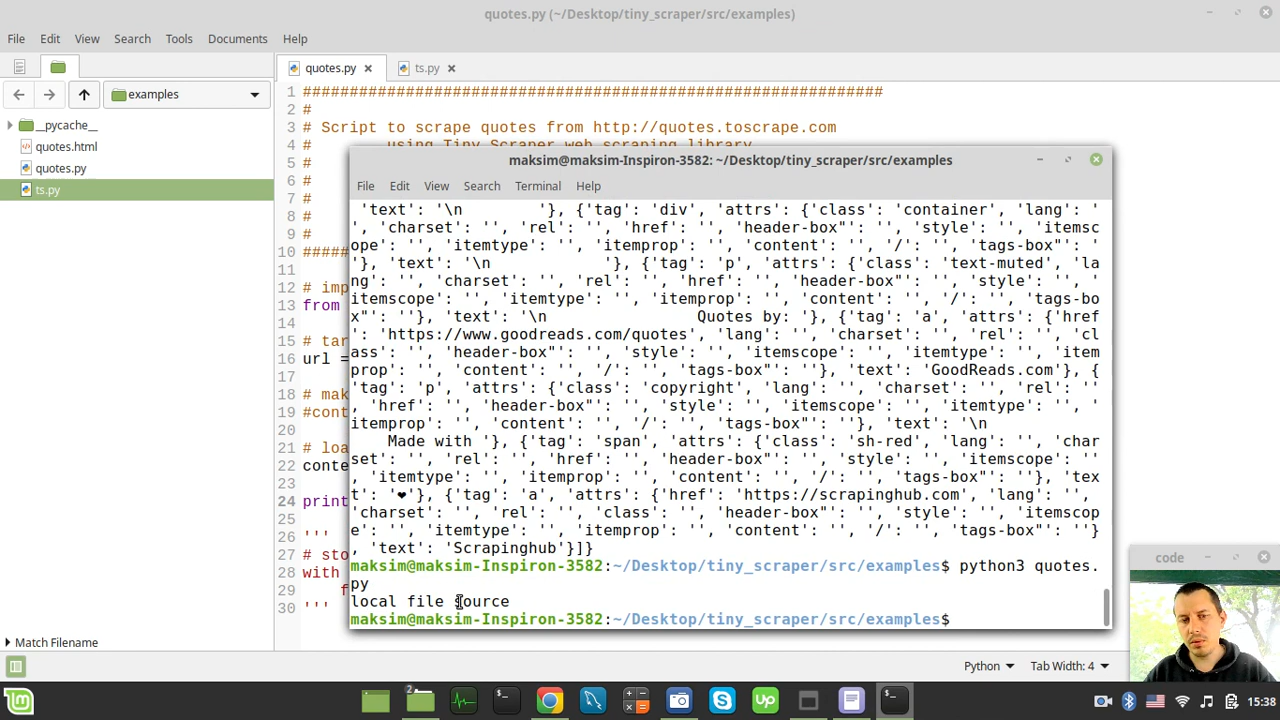 quotes.py (~/Desktop/tiny_scraper/src/examples)
File Edit View Search Tools Documents Help
quotes.py
ts.py
examples
__pycache__
quotes.html
quotes.py
ts.py
1 ##############################################################
2 #
3 # Script to scrape quotes from http://quotes.toscrape.com
4 # using Tiny Scraper web scraping library
5 #
6 #
7 #
8 #
9 #
10 #####
11
12 # imp
13 from
14
15 # tar
16 url =
17
18 # mak
19 #cont
20
21 # loa
22 conte
23
24 print
25
26 '''
27 # sto
28 with
29 f
30 '''
maksim@maksim-Inspiron-3582: ~/Desktop/tiny_scraper/src/examples
File Edit View Search Terminal Help
'text': '\n '}, {'tag': 'div', 'attrs': {'class': 'container', 'lang': '
', 'charset': '', 'rel': '', 'href': '', 'header-box"': '', 'style': '', 'itemsc
ope': '', 'itemtype': '', 'itemprop': '', 'content': '', '/': '', 'tags-box"': '
'}, 'text': '\n '}, {'tag': 'p', 'attrs': {'class': 'text-muted', 'la
ng': '', 'charset': '', 'rel': '', 'href': '', 'header-box"': '', 'style': '', '
itemscope': '', 'itemtype': '', 'itemprop': '', 'content': '', '/': '', 'tags-bo
x"': ''}, 'text': '\n Quotes by: '}, {'tag': 'a', 'attrs': {'href
': 'https://www.goodreads.com/quotes', 'lang': '', 'charset': '', 'rel': '', 'cl
ass': '', 'header-box"': '', 'style': '', 'itemscope': '', 'itemtype': '', 'item
prop': '', 'content': '', '/': '', 'tags-box"': ''}, 'text': 'GoodReads.com'}, {
'tag': 'p', 'attrs': {'class': 'copyright', 'lang': '', 'charset': '', 'rel': ''
, 'href': '', 'header-box"': '', 'style': '', 'itemscope': '', 'itemtype': '', '
itemprop': '', 'content': '', '/': '', 'tags-box"': ''}, 'text': '\n
Made with '}, {'tag': 'span', 'attrs': {'class': 'sh-red', 'lang': '', 'char
set': '', 'rel': '', 'href': '', 'header-box"': '', 'style': '', 'itemscope': ''
, 'itemtype': '', 'itemprop': '', 'content': '', '/': '', 'tags-box"': ''}, 'tex
t': '❤'}, {'tag': 'a', 'attrs': {'href': 'https://scrapinghub.com', 'lang': '',
'charset': '', 'rel': '', 'class': '', 'header-box"': '', 'style': '', 'itemscop
e': '', 'itemtype': '', 'itemprop': '', 'content': '', '/': '', 'tags-box"': ''}
, 'text': 'Scrapinghub'}]}
maksim@maksim-Inspiron-3582:~/Desktop/tiny_scraper/src/examples$ python3 quotes.
py
local file source
maksim@maksim-Inspiron-3582:~/Desktop/tiny_scraper/src/examples$
code
Match Filename
Python Tab Width: 4
2
15:38